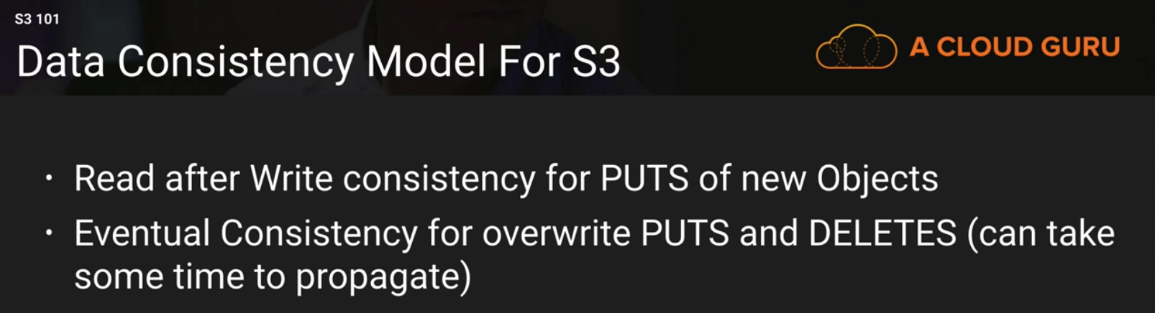 S3 101
Data Consistency Model For S3
A CLOUD GURU
• Read after Write consistency for PUTS of new Objects
• Eventual Consistency for overwrite PUTS and DELETES (can take
some time to propagate)